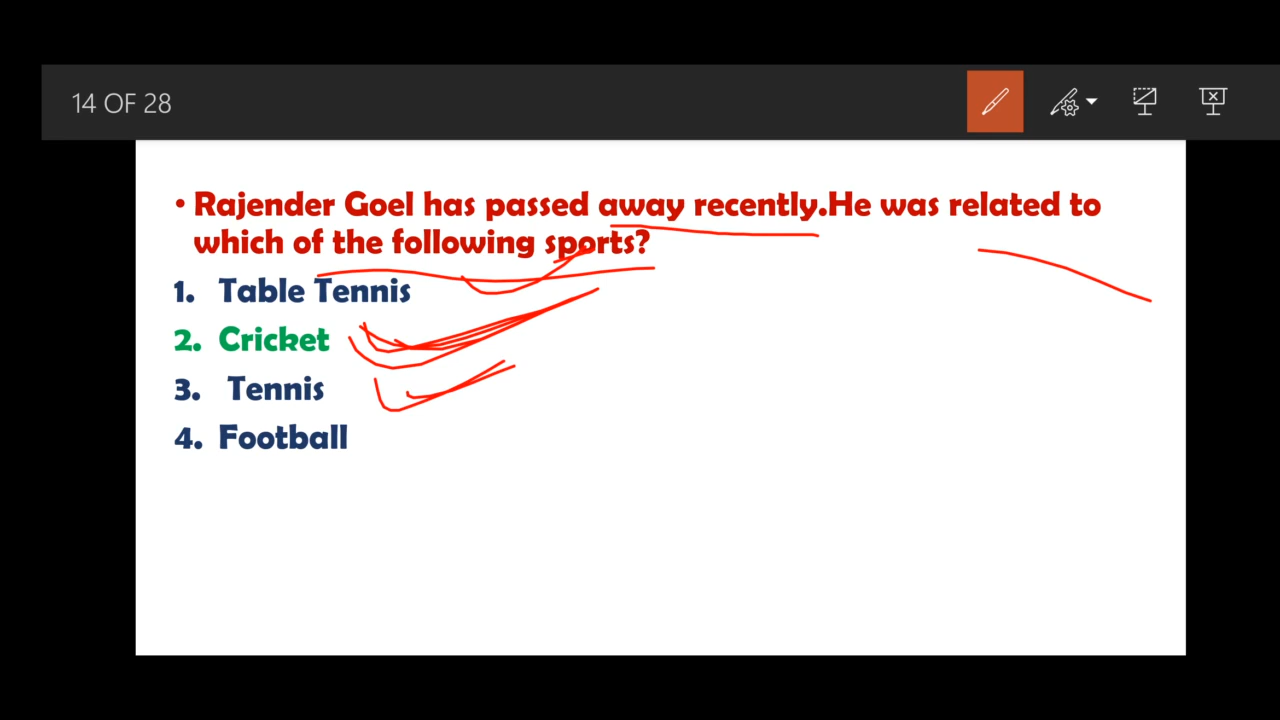 14 OF 28
• Rajender Goel has passed away recently.He was related to
which of the following sports?
1. Table Tennis
2. Cricket
3. Tennis
4. Football